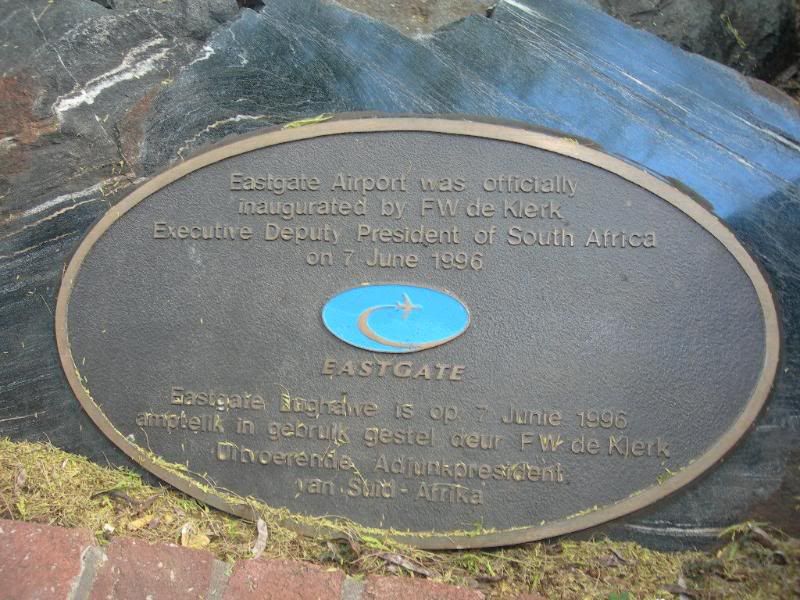 Eastgate Airport was officially
inaugurated by FW de Klerk
Executive Deputy President of South Africa
on 7 June 1996
EASTGATE
Eastgate Lughawe is op 7 Junie 1996
amptelik in gebruik gestel deur FW de Klerk
Uitvoerende Adjunkpresident
van Suid-Afrika